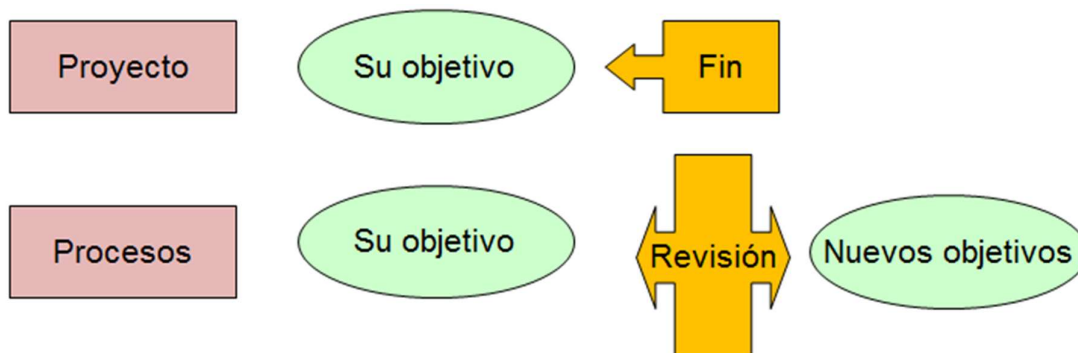 Proyecto
Su objetivo
Fin
Procesos
Su objetivo
Revisión
Nuevos objetivos